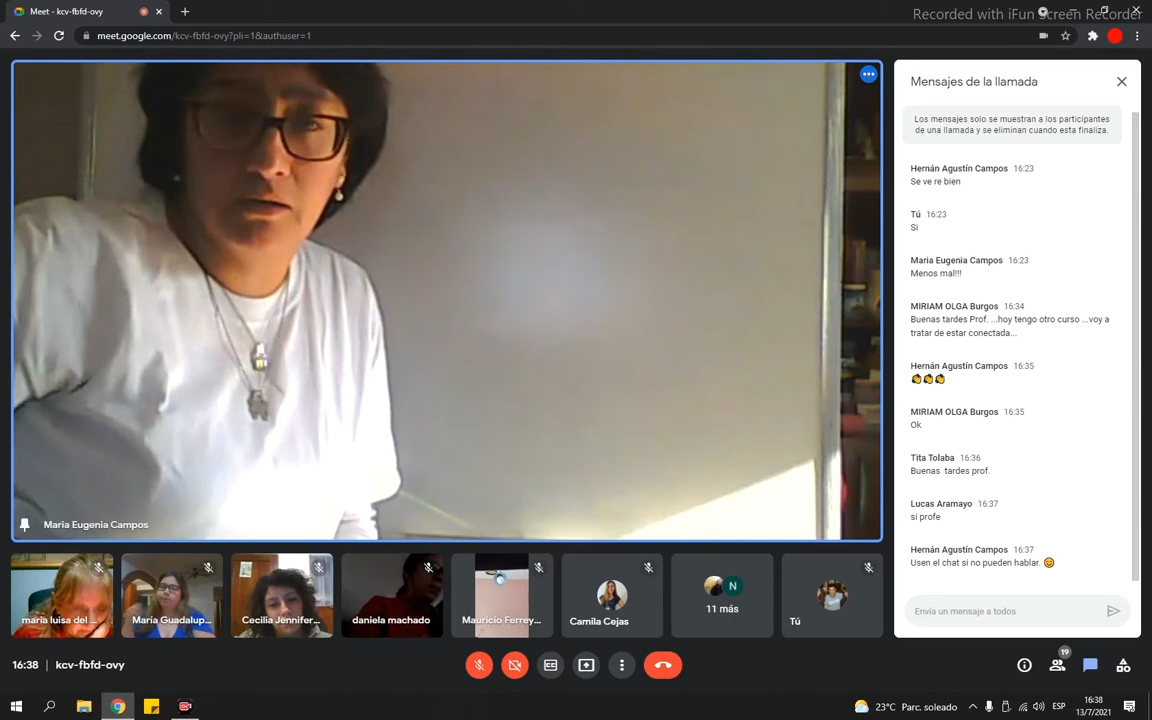 Meet - kcv-fbfd-ovy
Recorded with iFun Screen Recorder
meet.google.com/kcv-fbfd-ovy?pli=1&authuser=1
Maria Eugenia Campos
maria luisa del ...
María Guadalup...
Cecilia Jennifer...
daniela machado
Mauricio Ferrey...
Camila Cejas
N
11 más
Tú
Mensajes de la llamada
Los mensajes solo se muestran a los participantes
de una llamada y se eliminan cuando esta finaliza.
Hernán Agustín Campos 16:23
Se ve re bien
Tú 16:23
Si
Maria Eugenia Campos 16:23
Menos mal!!!
MIRIAM OLGA Burgos 16:34
Buenas tardes Prof. ...hoy tengo otro curso ...voy a
tratar de estar conectada...
Hernán Agustín Campos 16:35
👏👏👏
MIRIAM OLGA Burgos 16:35
Ok
Tita Tolaba 16:36
Buenas tardes prof.
Lucas Aramayo 16:37
si profe
Hernán Agustín Campos 16:37
Usen el chat si no pueden hablar. 😊
Envía un mensaje a todos
16:38 | kcv-fbfd-ovy
19
23°C Parc. soleado
ESP
16:38
13/7/2021